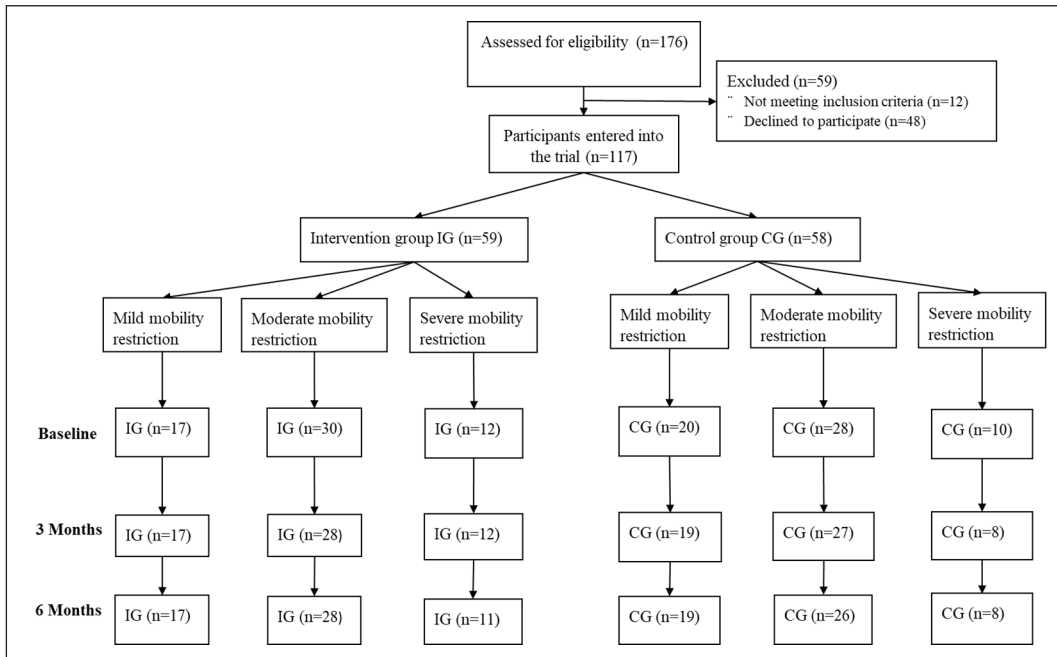 Assessed for eligibility (n=176)
Excluded (n=59)
¨ Not meeting inclusion criteria (n=12)
¨ Declined to participate (n=48)
Participants entered into
the trial (n=117)
Intervention group IG (n=59)
Control group CG (n=58)
Mild mobility
restriction
Moderate mobility
restriction
Severe mobility
restriction
Mild mobility
restriction
Moderate mobility
restriction
Severe mobility
restriction
Baseline
IG (n=17)
IG (n=30)
IG (n=12)
CG (n=20)
CG (n=28)
CG (n=10)
3 Months
IG (n=17)
IG (n=28)
IG (n=12)
CG (n=19)
CG (n=27)
CG (n=8)
6 Months
IG (n=17)
IG (n=28)
IG (n=11)
CG (n=19)
CG (n=26)
CG (n=8)